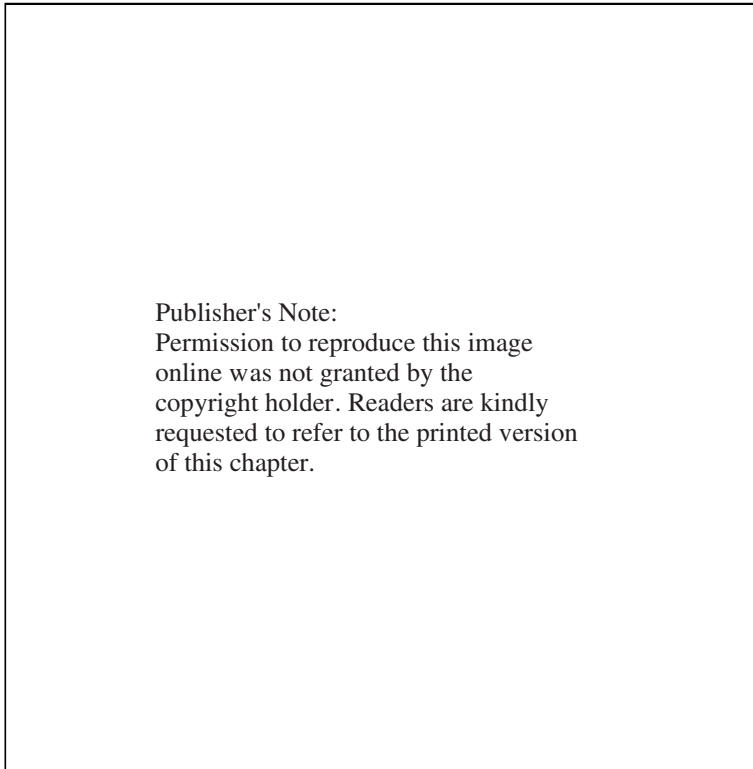 Publisher's Note:
Permission to reproduce this image
online was not granted by the
copyright holder. Readers are kindly
requested to refer to the printed version
of this chapter.